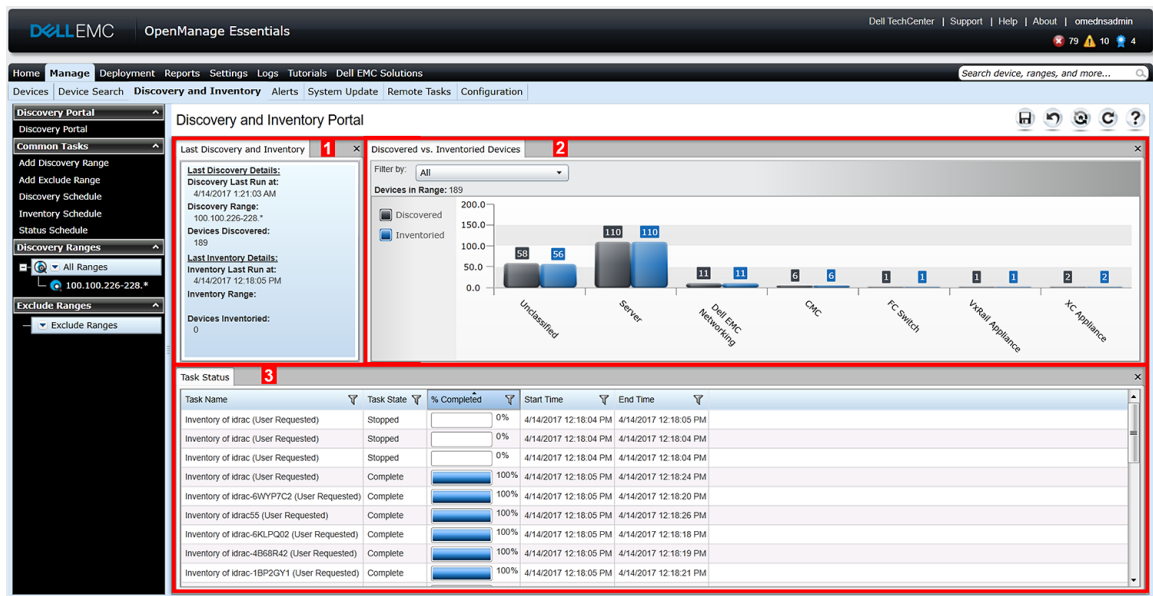 DELLEMC OpenManage Essentials
Dell TechCenter | Support | Help | About | omednsadmin
79 10 4
Home Manage Deployment Reports Settings Logs Tutorials Dell EMC Solutions
Search device, ranges, and more...
Devices Device Search Discovery and Inventory Alerts System Update Remote Tasks Configuration
Discovery Portal
Discovery Portal
Common Tasks
Add Discovery Range
Add Exclude Range
Discovery Schedule
Inventory Schedule
Status Schedule
Discovery Ranges
All Ranges
100.100.226-228.*
Exclude Ranges
Exclude Ranges
Discovery and Inventory Portal
?
Last Discovery and Inventory 1
Last Discovery Details:
Discovery Last Run at:
4/14/2017 1:21:03 AM
Discovery Range:
100.100.226-228.*
Devices Discovered:
189
Last Inventory Details:
Inventory Last Run at:
4/14/2017 12:18:05 PM
Inventory Range:
Devices Inventoried:
0
Discovered vs. Inventoried Devices 2
Filter by: All
Devices in Range: 189
Discovered
Inventoried
200.0
150.0
100.0
50.0
0.0
58 56 110 110 11 11 6 6 1 1 1 1 2 2
Unclassified
Server
Dell EMC
Networking
CMC
FC Switch
VxRail Appliance
XC Appliance
Task Status 3
Task Name Task State % Completed Start Time End Time
Inventory of idrac (User Requested) Stopped 0% 4/14/2017 12:18:04 PM 4/14/2017 12:18:05 PM
Inventory of idrac (User Requested) Stopped 0% 4/14/2017 12:18:04 PM 4/14/2017 12:18:04 PM
Inventory of idrac (User Requested) Stopped 0% 4/14/2017 12:18:04 PM 4/14/2017 12:18:04 PM
Inventory of idrac (User Requested) Complete 100% 4/14/2017 12:18:05 PM 4/14/2017 12:18:24 PM
Inventory of idrac-6WYP7C2 (User Requested) Complete 100% 4/14/2017 12:18:05 PM 4/14/2017 12:18:20 PM
Inventory of idrac55 (User Requested) Complete 100% 4/14/2017 12:18:05 PM 4/14/2017 12:18:26 PM
Inventory of idrac-6KLPQ02 (User Requested) Complete 100% 4/14/2017 12:18:05 PM 4/14/2017 12:18:18 PM
Inventory of idrac-4B68R42 (User Requested) Complete 100% 4/14/2017 12:18:05 PM 4/14/2017 12:18:19 PM
Inventory of idrac-1BP2GY1 (User Requested) Complete 100% 4/14/2017 12:18:05 PM 4/14/2017 12:18:21 PM